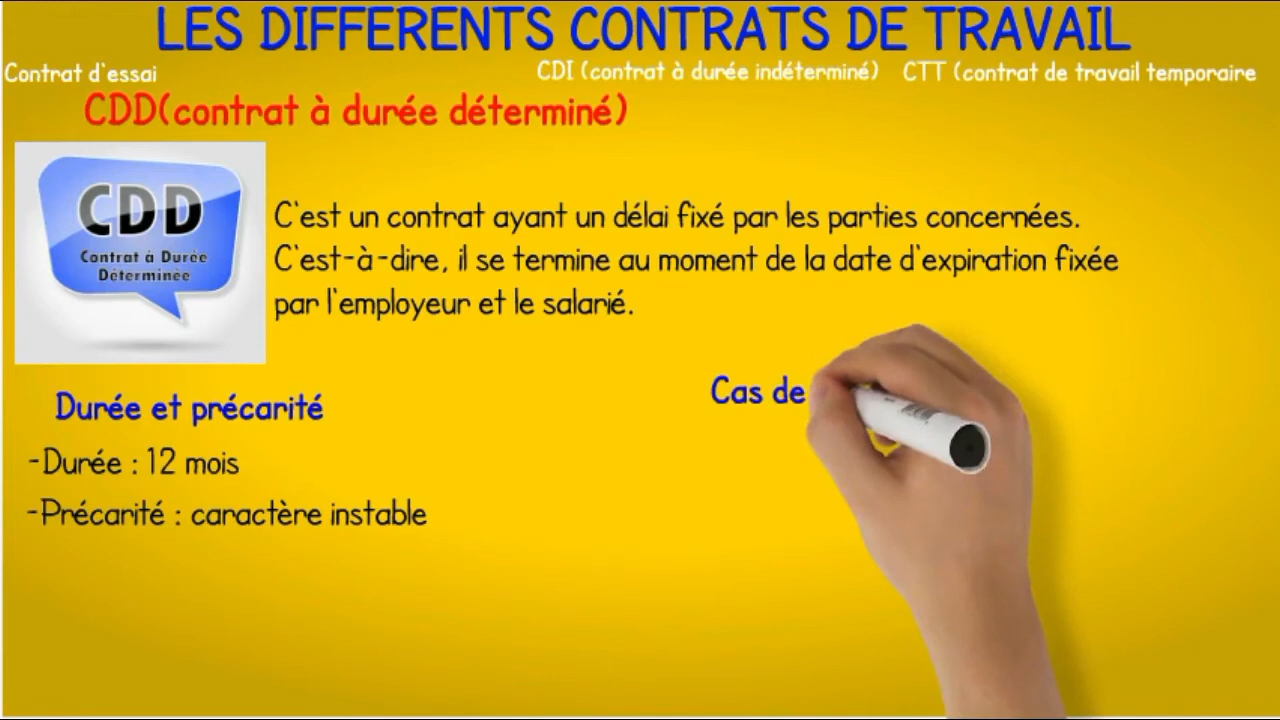 LES DIFFERENTS CONTRATS DE TRAVAIL
Contrat d'essai
CDI (contrat à durée indéterminé)
CTT (contrat de travail temporaire
CDD(contrat à durée déterminé)
CDD
Contrat à Durée
Déterminée
C'est un contrat ayant un délai fixé par les parties concernées.
C'est-à-dire, il se termine au moment de la date d'expiration fixée
par l'employeur et le salarié.
Durée et précarité
-Durée : 12 mois
-Précarité : caractère instable
Cas de